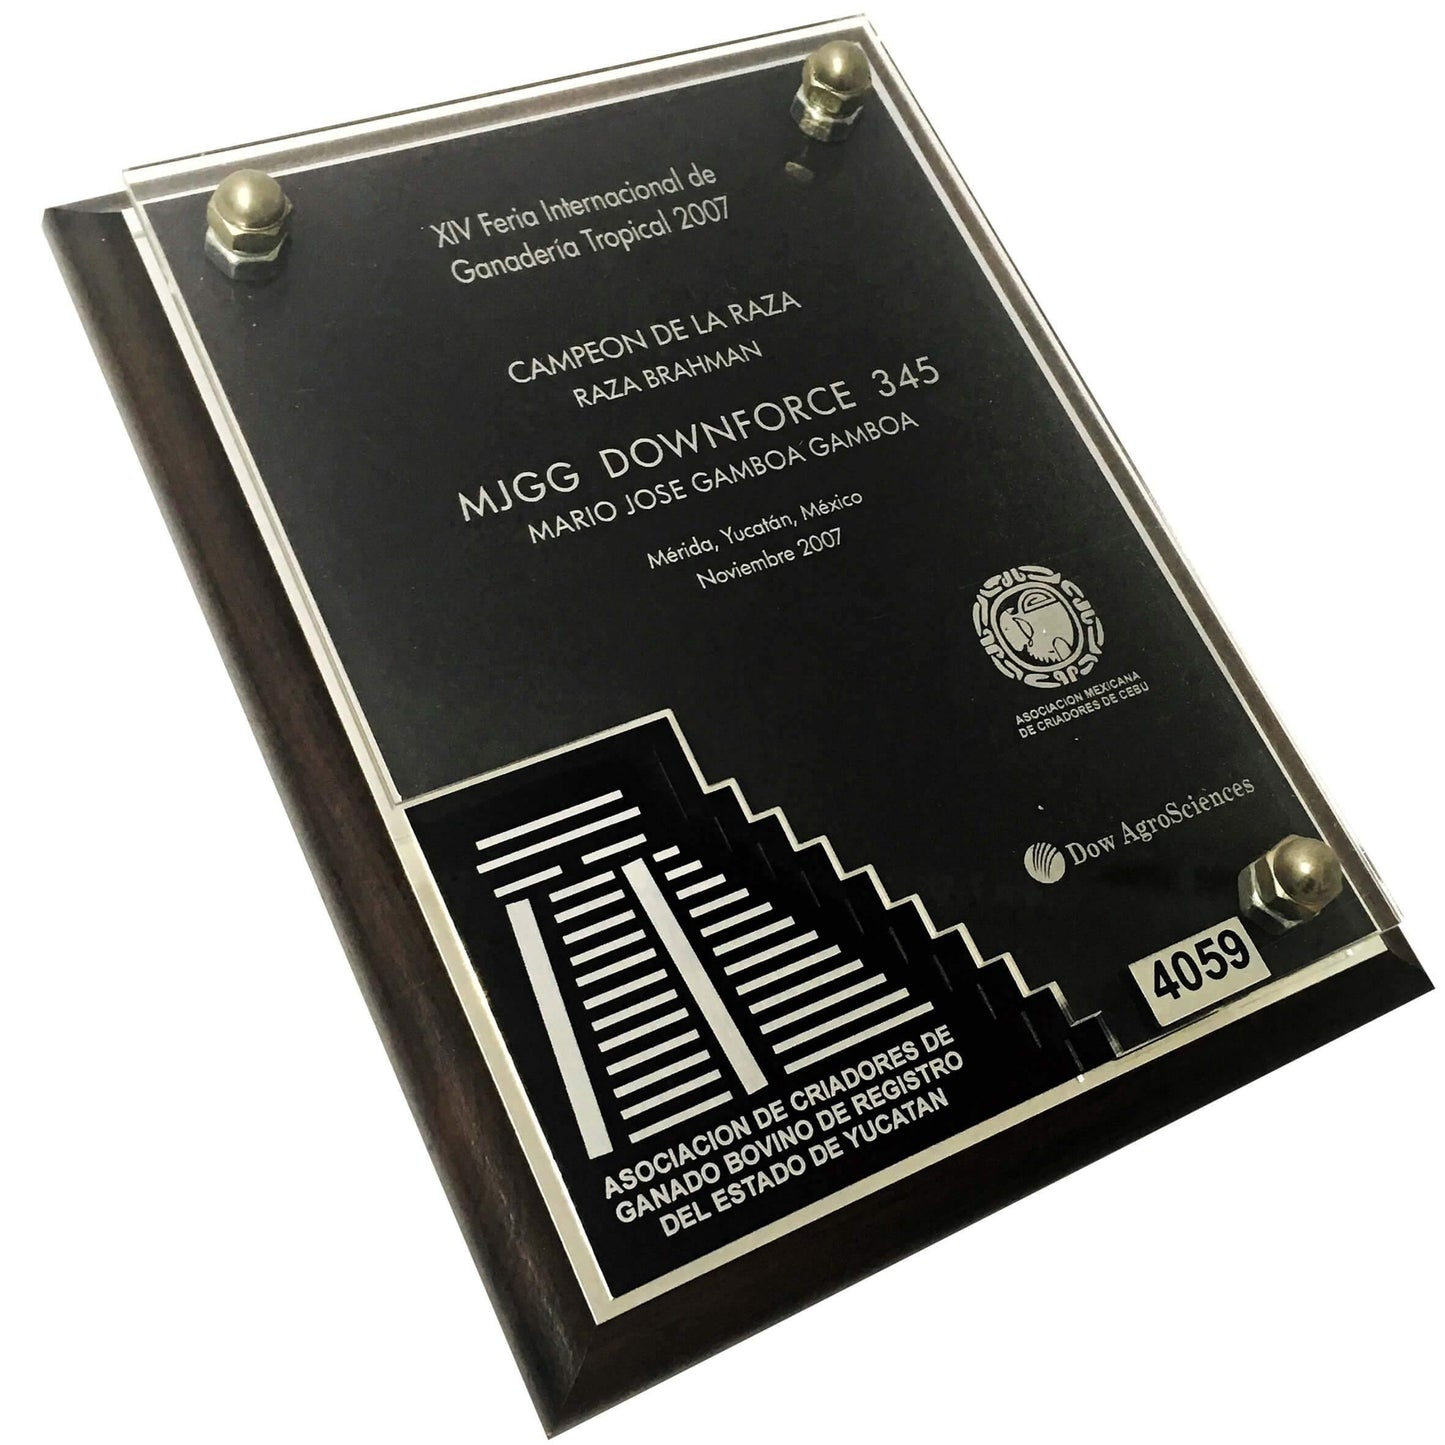 XIV Feria Internacional de
Ganadería Tropical 2007
CAMPEON DE LA RAZA
RAZA BRAHMAN
MJGG DOWNFORCE 345
MARIO JOSE GAMBOA GAMBOA
Mérida, Yucatán, México
Noviembre 2007
ASOCIACION MEXICANA
DE CRIADORES DE CEBU
Dow AgroSciences
4059
ASOCIACION DE CRIADORES DE
GANADO BOVINO DE REGISTRO
DEL ESTADO DE YUCATAN